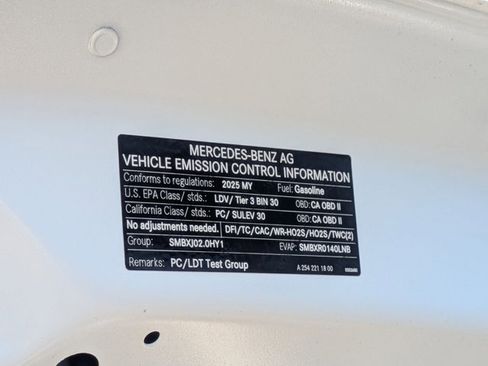 MERCEDES-BENZ AG
VEHICLE EMISSION CONTROL INFORMATION
Conforms to regulations: 2025 MY Fuel: Gasoline
U.S. EPA Class/ stds.: LDV/ Tier 3 BIN 30 OBD: CA OBD II
California Class/ stds.: PC/ SULEV 30 OBD: CA OBD II
No adjustments needed. DFI/TC/CAC/WR-HO2S/HO2S/TWC(2)
Group: SMBXJ02.0HY1 EVAP: SMBXR0140LNB
Remarks: PC/LDT Test Group
A 254 221 18 00